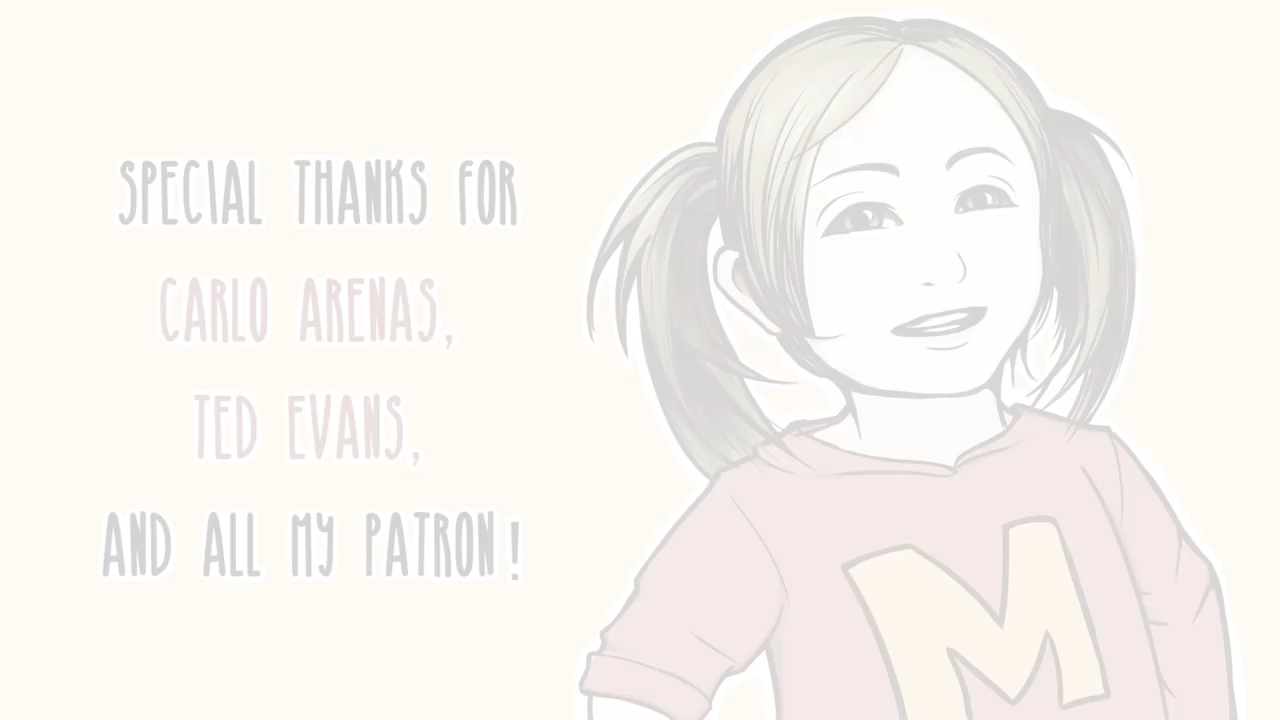 SPECIAL THANKS FOR
CARLO ARENAS,
TED EVANS,
AND ALL MY PATRON!
M